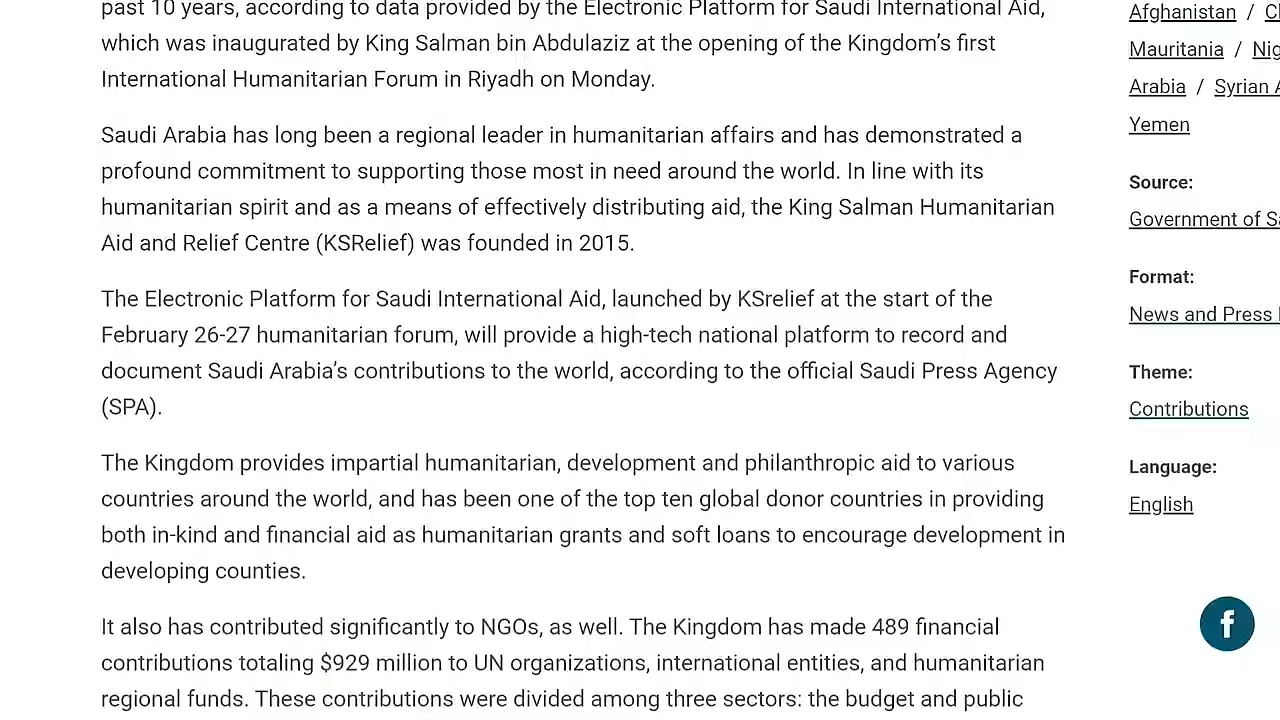 past 10 years, according to data provided by the Electronic Platform for Saudi International Aid,
which was inaugurated by King Salman bin Abdulaziz at the opening of the Kingdom’s first
International Humanitarian Forum in Riyadh on Monday.
Saudi Arabia has long been a regional leader in humanitarian affairs and has demonstrated a
profound commitment to supporting those most in need around the world. In line with its
humanitarian spirit and as a means of effectively distributing aid, the King Salman Humanitarian
Aid and Relief Centre (KSRelief) was founded in 2015.
The Electronic Platform for Saudi International Aid, launched by KSrelief at the start of the
February 26-27 humanitarian forum, will provide a high-tech national platform to record and
document Saudi Arabia’s contributions to the world, according to the official Saudi Press Agency
(SPA).
The Kingdom provides impartial humanitarian, development and philanthropic aid to various
countries around the world, and has been one of the top ten global donor countries in providing
both in-kind and financial aid as humanitarian grants and soft loans to encourage development in
developing counties.
It also has contributed significantly to NGOs, as well. The Kingdom has made 489 financial
contributions totaling $929 million to UN organizations, international entities, and humanitarian
regional funds. These contributions were divided among three sectors: the budget and public
Afghanistan /
Mauritania /
Arabia / Syrian
Yemen
Source:
Government of
Format:
News and Press
Theme:
Contributions
Language:
English